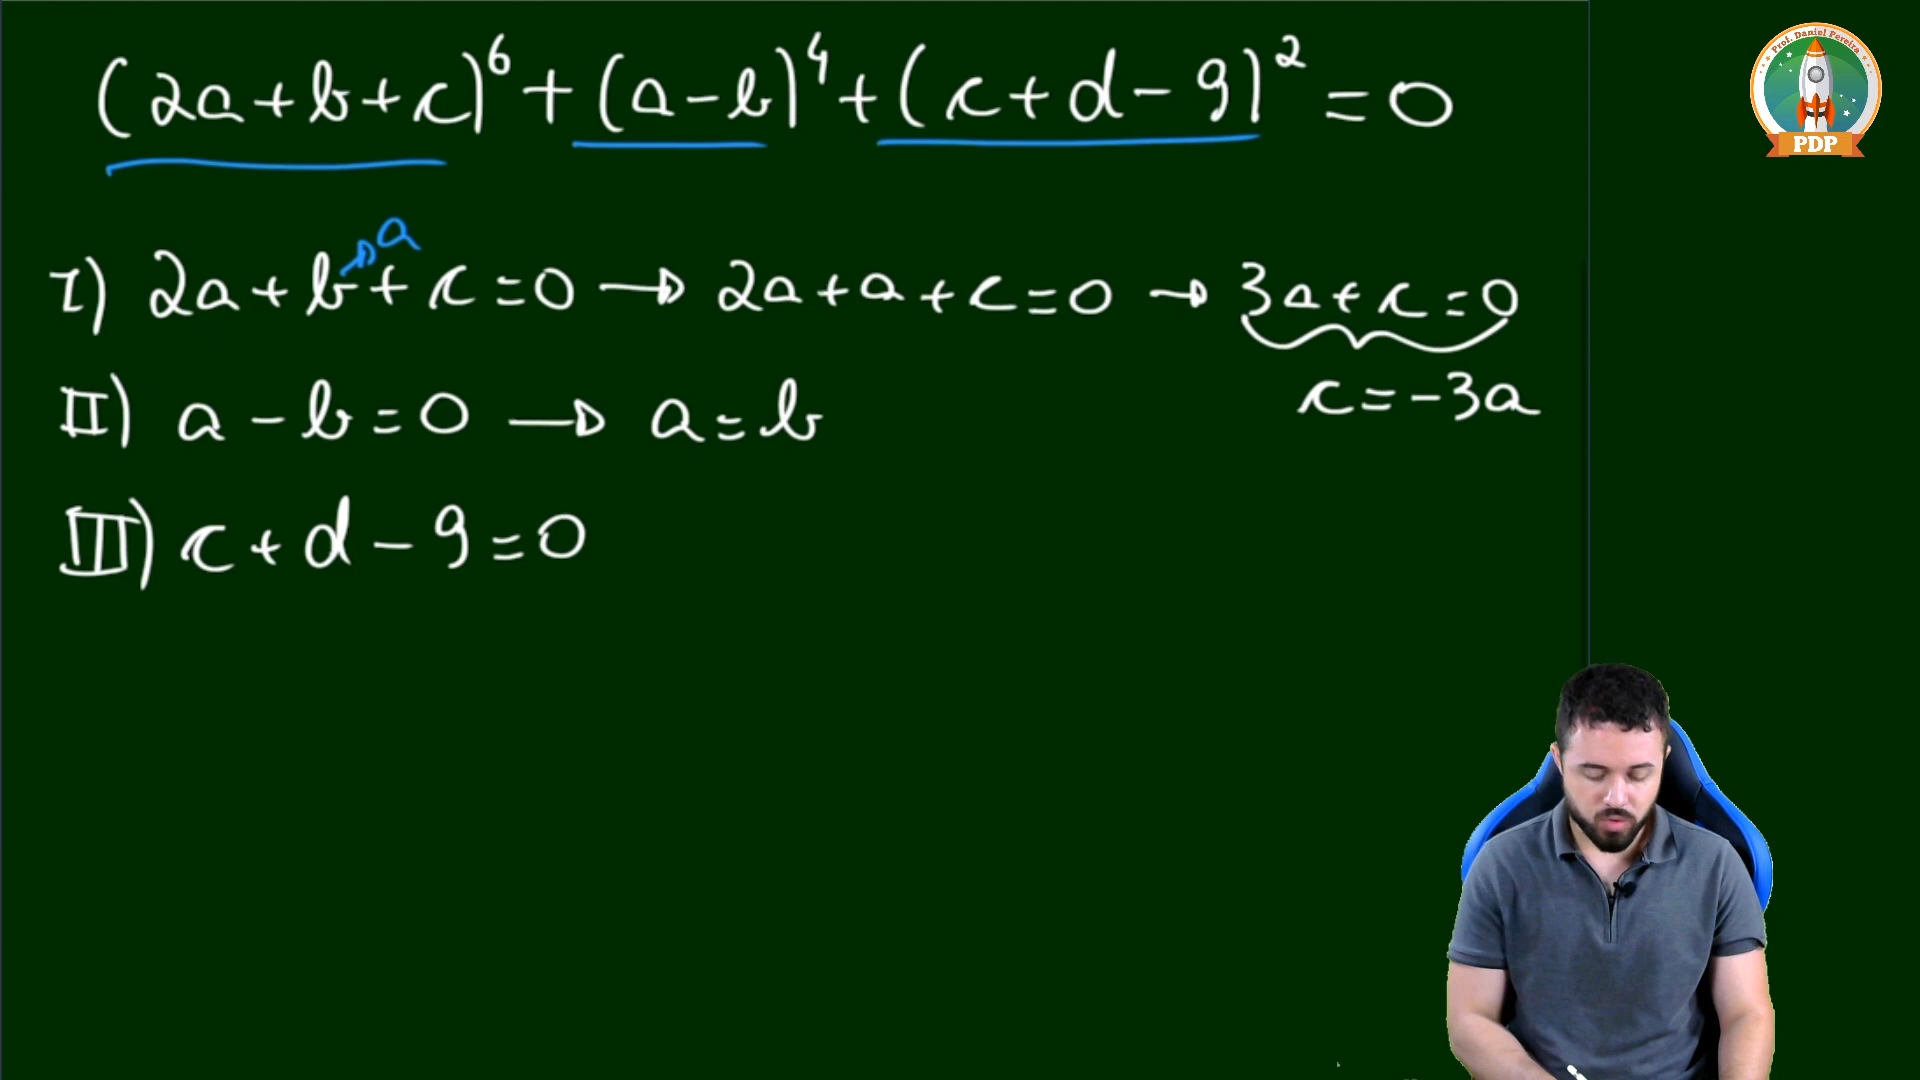 (2a+b+c)⁶+(a-b)⁴+(c+d-9)²=0
a
I) 2a+b+c=0 → 2a+a+c=0 → 3a+c=0
c=-3a
II) a-b=0 → a=b
III) c+d-9=0
Prof. Daniel Pereira
PDP